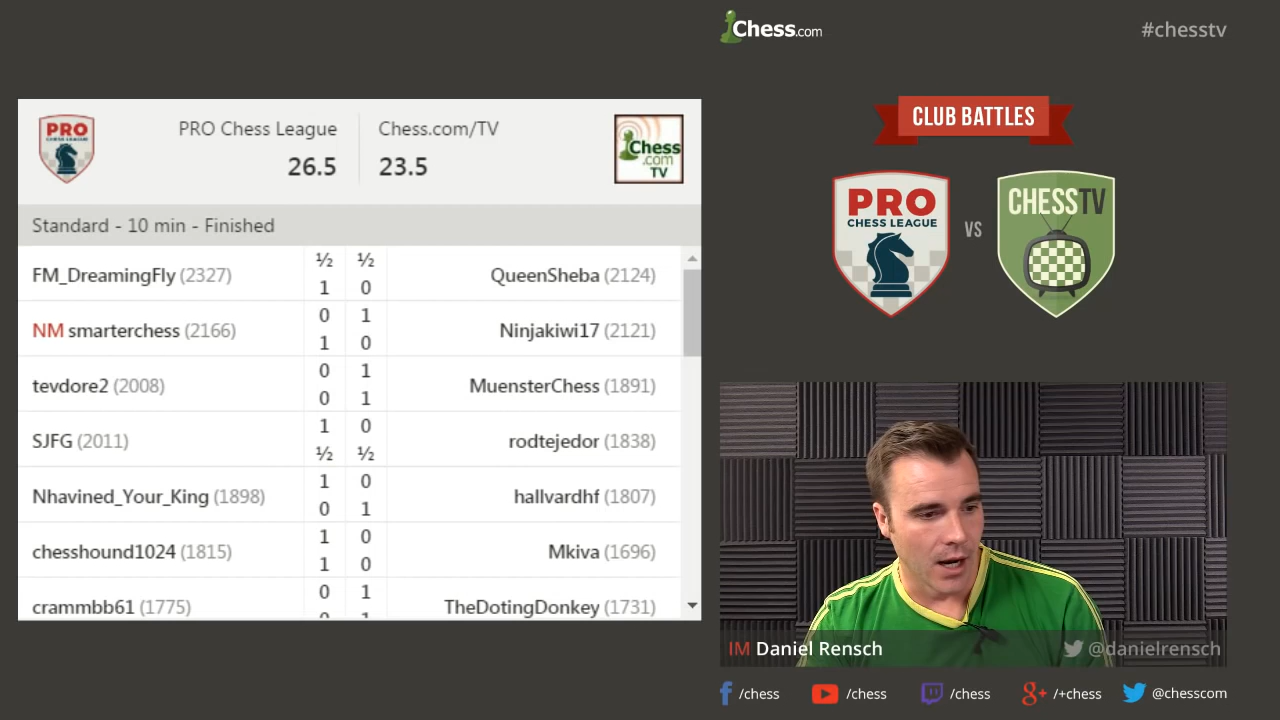 Chess.com
#chesstv
PRO
CHESS LEAGUE
PRO Chess League
26.5
Chess.com/TV
23.5
Chess
.com
TV
Standard - 10 min - Finished
FM_DreamingFly (2327) ½ ½ QueenSheba (2124)
1 0
NM smarterchess (2166) 0 1 Ninjakiwi17 (2121)
1 0
tevdore2 (2008) 0 1 MuensterChess (1891)
0 1
SJFG (2011) 1 0 rodtejedor (1838)
½ ½
Nhavined_Your_King (1898) 1 0 hallvardhf (1807)
0 1
chesshound1024 (1815) 1 0 Mkiva (1696)
1 0
crammbb61 (1775) 0 1 TheDotingDonkey (1731)
0 1
CLUB BATTLES
PRO
CHESS LEAGUE
VS
CHESSTV
IM Daniel Rensch
@danielrensch
/chess
/chess
/chess
/+chess
@chesscom